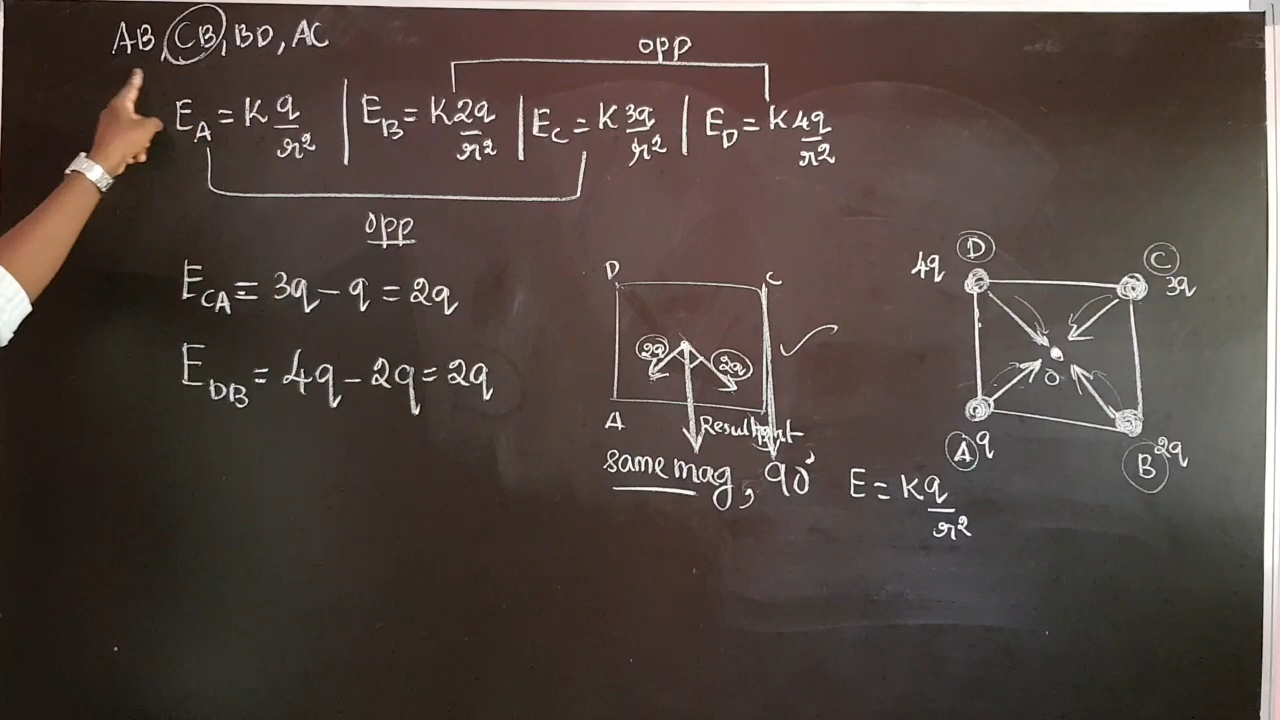 AB, CB, BD, AC
opp
E_A = K q/r² | E_B = K 2q/r² | E_C = K 3q/r² | E_D = K 4q/r²
opp
E_CA = 3q - q = 2q
E_DB = 4q - 2q = 2q
D C
2q 2q
A Resultant
same mag, 90°
D C
4q 3q
O
A q B 2q
E = K q/r²